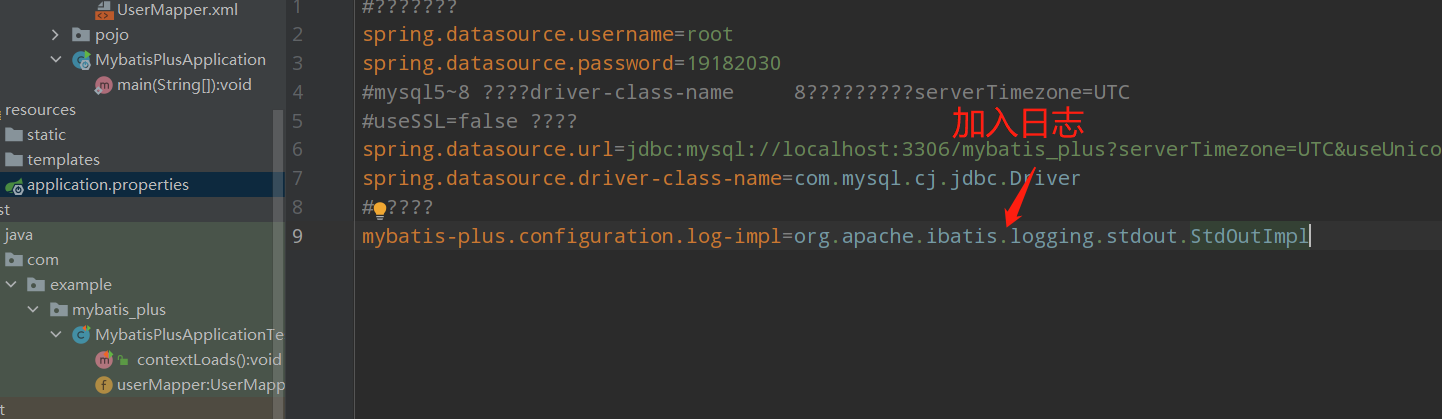 UserMapper.xml
pojo
MybatisPlusApplication
main(String[]):void
resources
static
templates
application.properties
st
java
com
example
mybatis_plus
MybatisPlusApplicationTe
contextLoads():void
userMapper:UserMapp
t
1 #???????
2 spring.datasource.username=root
3 spring.datasource.password=19182030
4 #mysql5~8 ????driver-class-name     8?????????serverTimezone=UTC
5 #useSSL=false ????
加入日志
6 spring.datasource.url=jdbc:mysql://localhost:3306/mybatis_plus?serverTimezone=UTC&useUnico
7 spring.datasource.driver-class-name=com.mysql.cj.jdbc.Driver
8 # ????
9 mybatis-plus.configuration.log-impl=org.apache.ibatis.logging.stdout.StdOutImpl